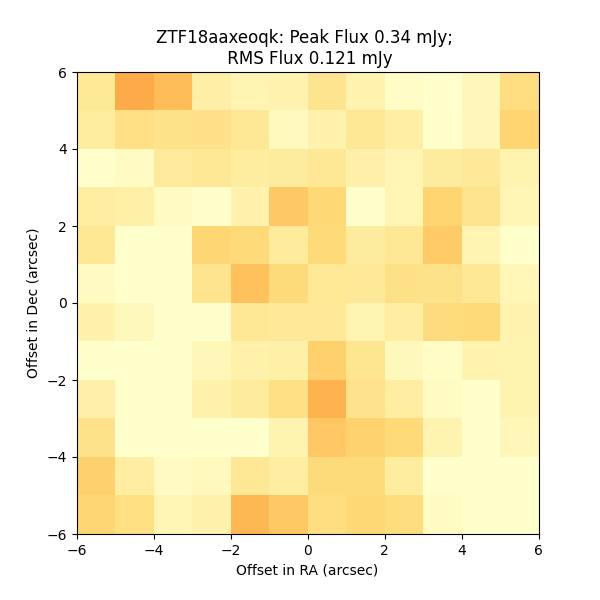 ZTF18aaxeoqk: Peak Flux 0.34 mJy;
RMS Flux 0.121 mJy
6
4
2
0
−2
−4
−6
Offset in Dec (arcsec)
−6 −4 −2 0 2 4 6
Offset in RA (arcsec)